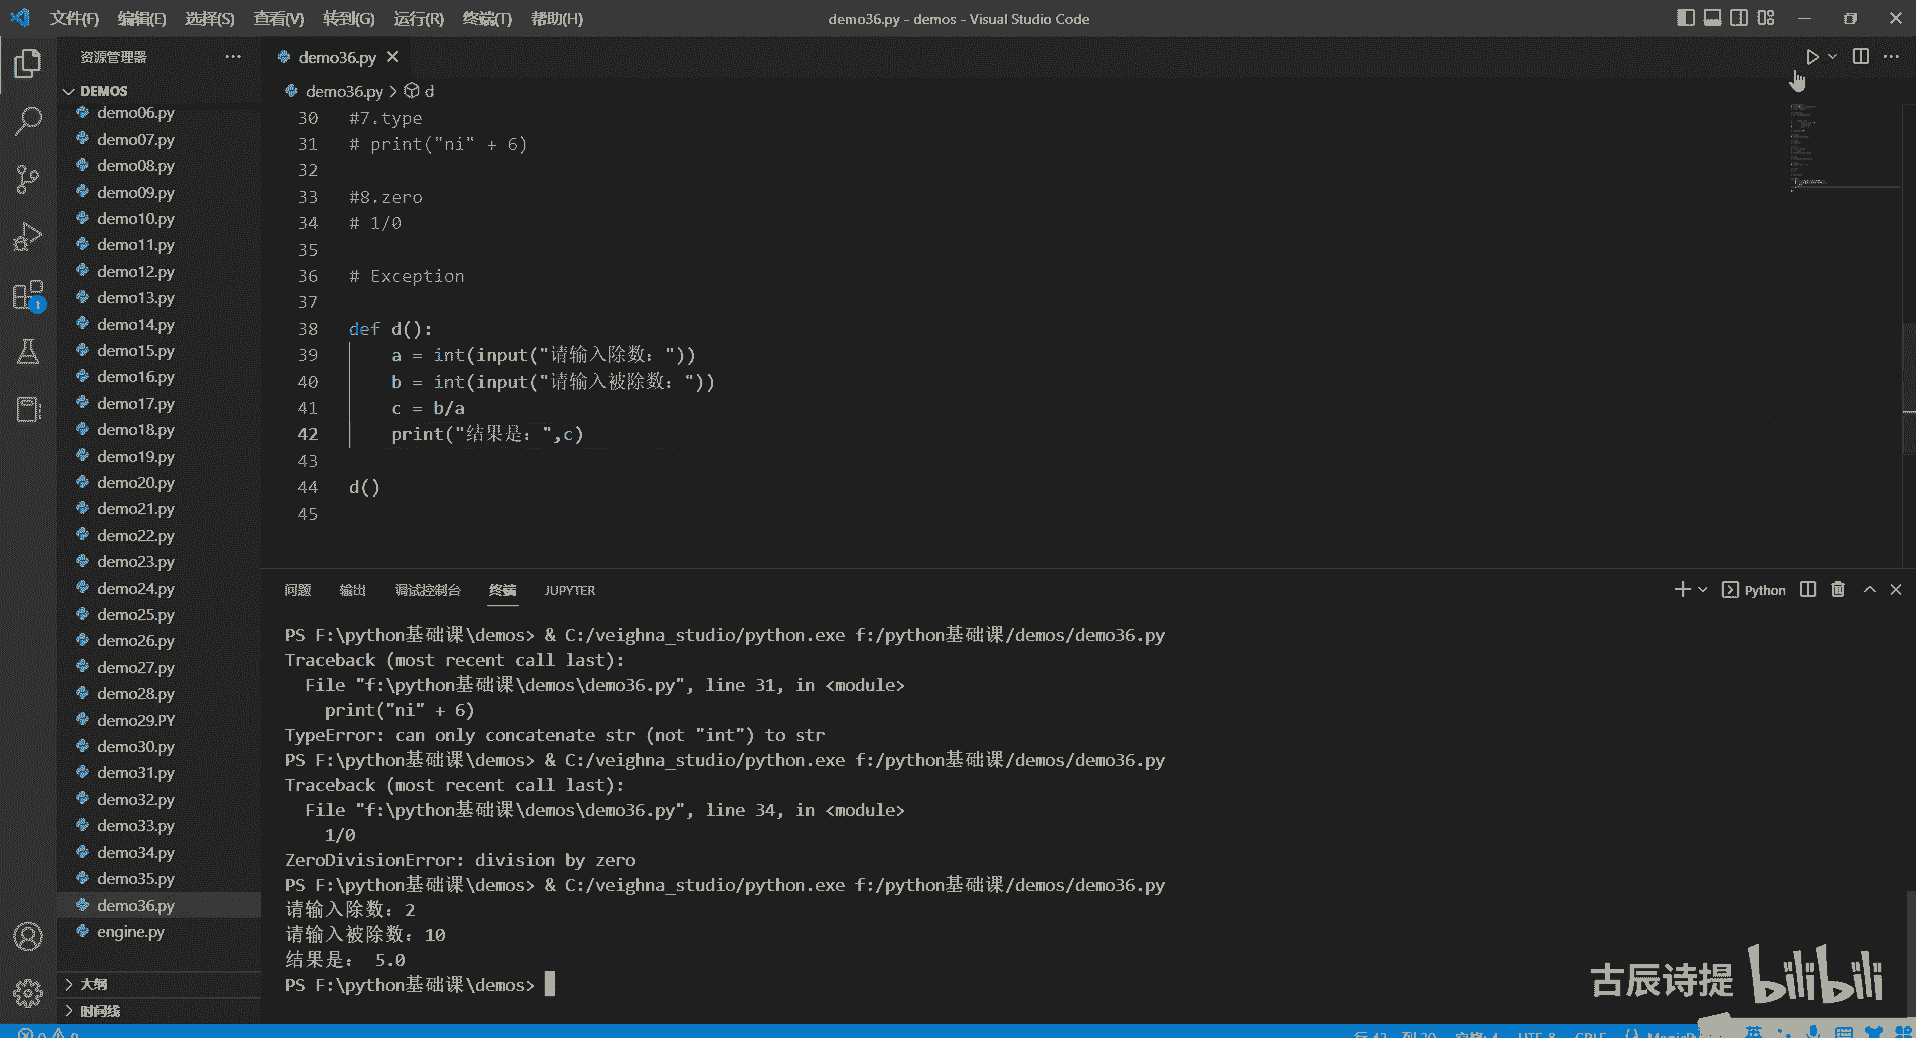 文件(F) 编辑(E) 选择(S) 查看(V) 转到(G) 运行(R) 终端(T) 帮助(H)
demo36.py - demos - Visual Studio Code
资源管理器
DEMOS
demo06.py
demo07.py
demo08.py
demo09.py
demo10.py
demo11.py
demo12.py
demo13.py
demo14.py
demo15.py
demo16.py
demo17.py
demo18.py
demo19.py
demo20.py
demo21.py
demo22.py
demo23.py
demo24.py
demo25.py
demo26.py
demo27.py
demo28.py
demo29.PY
demo30.py
demo31.py
demo32.py
demo33.py
demo34.py
demo35.py
demo36.py
engine.py
大纲
时间线
demo36.py
demo36.py > d
30 #7.type
31 # print("ni" + 6)
32
33 #8.zero
34 # 1/0
35
36 # Exception
37
38 def d():
39 a = int(input("请输入除数："))
40 b = int(input("请输入被除数："))
41 c = b/a
42 print("结果是：",c)
43
44 d()
45
问题 输出 调试控制台 终端 JUPYTER
Python
PS F:\python基础课\demos> & C:/veighna_studio/python.exe f:/python基础课/demos/demo36.py
Traceback (most recent call last):
File "f:\python基础课\demos\demo36.py", line 31, in <module>
print("ni" + 6)
TypeError: can only concatenate str (not "int") to str
PS F:\python基础课\demos> & C:/veighna_studio/python.exe f:/python基础课/demos/demo36.py
Traceback (most recent call last):
File "f:\python基础课\demos\demo36.py", line 34, in <module>
1/0
ZeroDivisionError: division by zero
PS F:\python基础课\demos> & C:/veighna_studio/python.exe f:/python基础课/demos/demo36.py
请输入除数：2
请输入被除数：10
结果是： 5.0
PS F:\python基础课\demos>
古辰诗提 bilibili
英